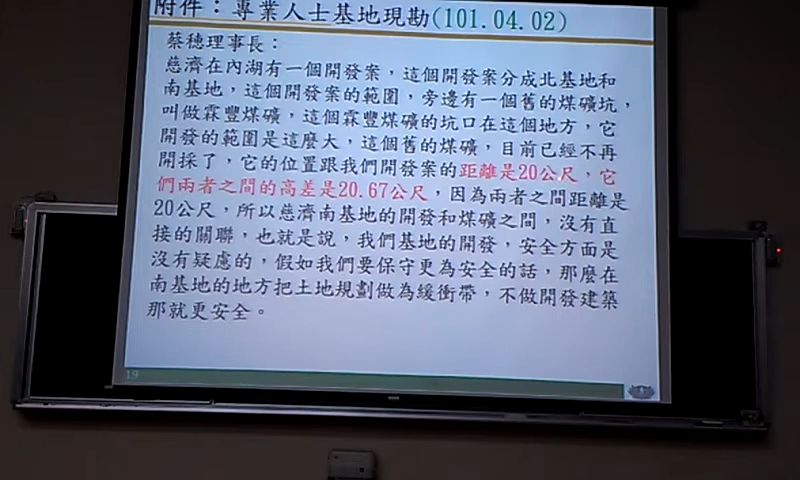 附件：專業人士基地現勘(101.04.02)
蔡穗理事長：
慈濟在內湖有一個開發案，這個開發案分成北基地和
南基地，這個開發案的範圍，旁邊有一個舊的煤礦坑，
叫做霖豐煤礦，這個霖豐煤礦的坑口在這個地方，它
開發的範圍是這麼大，這個舊的煤礦，目前已經不再
開採了，它的位置跟我們開發案的距離是20公尺，它
們兩者之間的高差是20.67公尺，因為兩者之間距離是
20公尺，所以慈濟南基地的開發和煤礦之間，沒有直
接的關聯，也就是說，我們基地的開發，安全方面是
沒有疑慮的，假如我們要保守更為安全的話，那麼在
南基地的地方把土地規劃做為緩衝帶，不做開發建築
那就更安全。
19